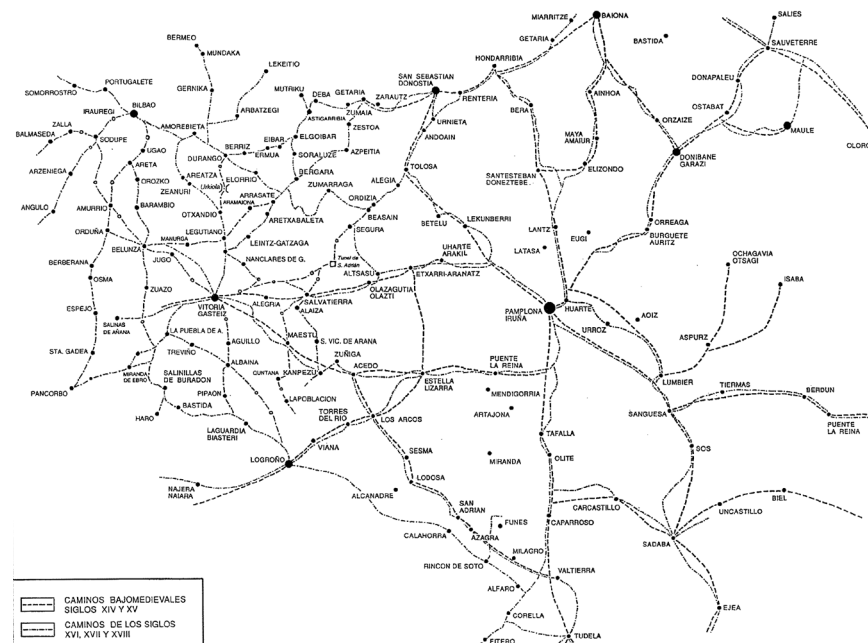 MIARRITZE
BAIONA
SALIES
BERMEO
GETARIA
BASTIDA
MUNDAKA
SAUVETERRE
HONDARRIBIA
LEKEITIO
SOMORROSTRO
PORTUGALETE
GERNIKA
MUTRIKU
DEBA
GETARIA
SAN SEBASTIAN
DONOSTIA
DONAPALEU
ZARAUTZ
RENTERIA
AINHOA
BILBAO
IRAUREGI
ARBATZEGI
ASTIGARRIBIA
ZUMAIA
BERA
OSTABAT
ZALLA
AMOREBIETA
ZESTOA
URNIETA
ORZAIZE
BALMASEDA
SODUPE
EIBAR
ELGOIBAR
ANDOAIN
MAYA
AMAIUR
MAULE
UGAO
BERRIZ
ERMUA
SORALUZE
AZPEITIA
OLORO
DURANGO
DONIBANE
GARAZI
ARZENIEGA
ARETA
AREATZA
ELORRIO
BERGARA
TOLOSA
SANTESTEBAN
DONEZTEBE
ELIZONDO
OROZKO
ZEANURI
Urkiola
ZUMARRAGA
ALEGIA
ANGULO
AMURRIO
BARAMBIO
ARRASATE
ARAMAIONA
ORDIZIA
OTXANDIO
ARETXABALETA
BEASAIN
BETELU
LEKUNBERRI
LANTZ
ORREAGA
ORDUÑA
MANURGA
LEGUTIANO
SEGURA
EUGI
BURGUETE
AURITZ
BELUNZA
LEINTZ-GATZAGA
UHARTE
ARAKIL
LATASA
OCHAGAVIA
OTSAGI
BERBERANA
JUGO
NANCLARES DE G.
Tunel de
S. Adrián
ALTSASU
ETXARRI-ARANATZ
ISABA
OSMA
ZUAZO
OLAZAGUTIA
OLAZTI
VITORIA
GASTEIZ
ALEGRIA
SALVATIERRA
ALAIZA
PAMPLONA
IRUÑA
HUARTE
AOIZ
ESPEJO
SALINAS
DE AÑANA
URROZ
LA PUEBLA DE A.
AGUILLO
MAESTU
S. VIC. DE ARANA
ASPURZ
STA. GADEA
TREVIÑO
ZUÑIGA
MIRANDA
DE EBRO
ALBAINA
ACEDO
PUENTE
LA REINA
SALINILLAS
DE BURADON
KANPEZU
ESTELLA
LIZARRA
LUMBIER
PANCORBO
TIERMAS
BERDUN
PIPAON
LAPOBLACION
MENDIGORRIA
BASTIDA
TORRES
DEL RIO
ARTAJONA
SANGUESA
HARO
LOS ARCOS
PUENTE
LA REINA
LAGUARDIA
BIASTERI
VIANA
TAFALLA
SOS
LOGROÑO
SESMA
MIRANDA
OLITE
NAJERA
NAIARA
LODOSA
ALCANADRE
BIEL
SAN
ADRIAN
CARCASTILLO
UNCASTILLO
FUNES
CAPARROSO
CALAHORRA
AZAGRA
SADABA
MILAGRO
RINCON DE SOTO
VALTIERRA
ALFARO
CAMINOS BAJOMEDIEVALES
SIGLOS XIV Y XV
EJEA
CORELLA
CAMINOS DE LOS SIGLOS
XVI, XVII Y XVIII
TUDELA